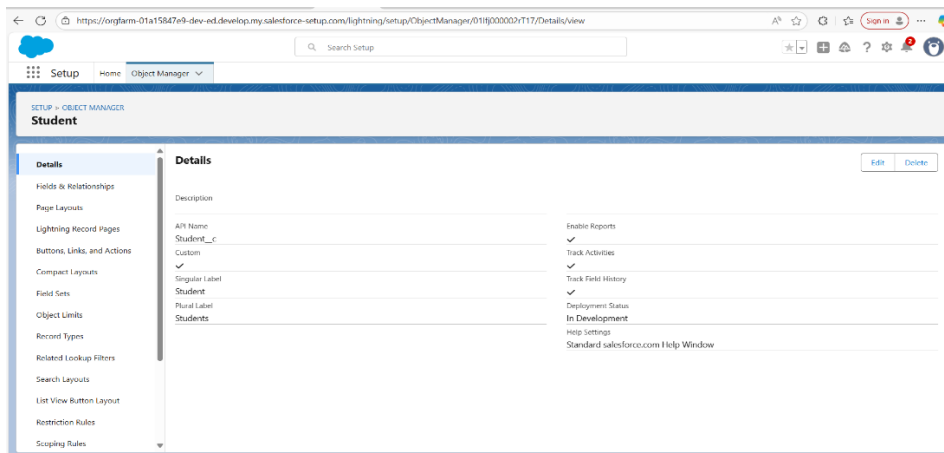 https://orgfarm-01a15847e9-dev-ed.develop.my.salesforce-setup.com/lightning/setup/ObjectManager/01Ifj000002rT17/Details/view
Sign in
Search Setup
Setup Home Object Manager
SETUP > OBJECT MANAGER
Student
Details
Fields & Relationships
Page Layouts
Lightning Record Pages
Buttons, Links, and Actions
Compact Layouts
Field Sets
Object Limits
Record Types
Related Lookup Filters
Search Layouts
List View Button Layout
Restriction Rules
Scoping Rules
Details
Edit Delete
Description
API Name
Student__c
Custom
Singular Label
Student
Plural Label
Students
Enable Reports
Track Activities
Track Field History
Deployment Status
In Development
Help Settings
Standard salesforce.com Help Window